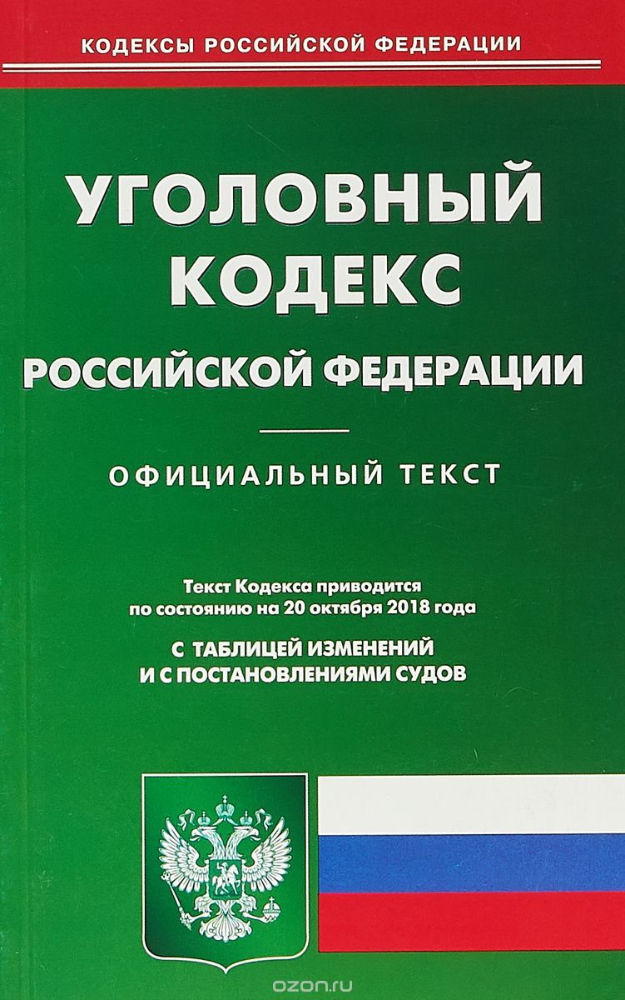 КОДЕКСЫ РОССИЙСКОЙ ФЕДЕРАЦИИ
УГОЛОВНЫЙ
КОДЕКС
РОССИЙСКОЙ ФЕДЕРАЦИИ
ОФИЦИАЛЬНЫЙ ТЕКСТ
Текст Кодекса приводится
по состоянию на 20 октября 2018 года
С ТАБЛИЦЕЙ ИЗМЕНЕНИЙ
И С ПОСТАНОВЛЕНИЯМИ СУДОВ
ozon.ru